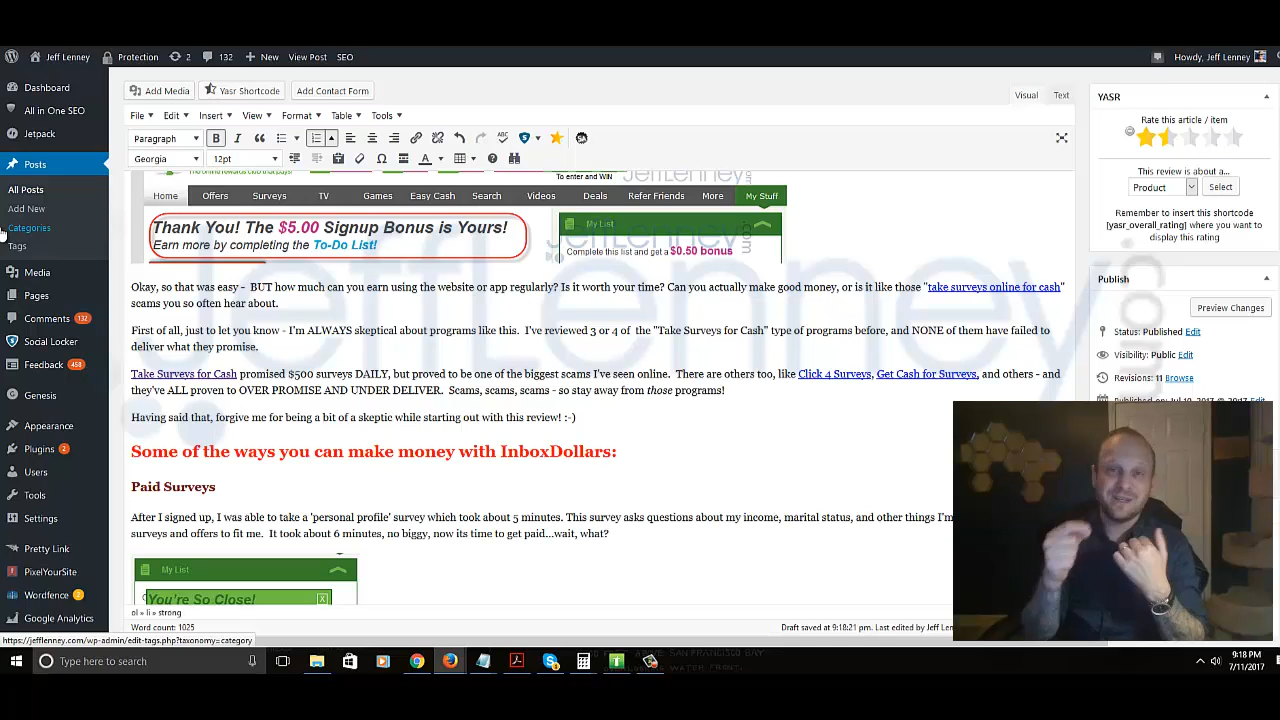 Jeff Lenney
Protection
2
132
New
View Post
SEO
Howdy, Jeff Lenney
Dashboard
All in One SEO
Jetpack
Posts
All Posts
Add New
Categories
Tags
Media
Pages
Comments 132
Social Locker
Feedback 458
Genesis
Appearance
Plugins 2
Users
Tools
Settings
Pretty Link
PixelYourSite
Wordfence 2
Google Analytics
Add Media
Yasr Shortcode
Add Contact Form
Visual
Text
File Edit Insert View Format Table Tools
Paragraph
B I
ABC
Georgia
12pt
To enter and WIN
JeffLenney
Home Offers Surveys TV Games Easy Cash Search Videos Deals Refer Friends More My Stuff
Thank You! The $5.00 Signup Bonus is Yours!
Earn more by completing the To-Do List!
My List
Complete this list and get a $0.50 bonus
JeffLenney
.com
Okay, so that was easy - BUT how much can you earn using the website or app regularly? Is it worth your time? Can you actually make good money, or is it like those "take surveys online for cash"
scams you so often hear about.
First of all, just to let you know - I'm ALWAYS skeptical about programs like this. I've reviewed 3 or 4 of the "Take Surveys for Cash" type of programs before, and NONE of them have failed to
deliver what they promise.
Take Surveys for Cash promised $500 surveys DAILY, but proved to be one of the biggest scams I've seen online. There are others too, like Click 4 Surveys, Get Cash for Surveys, and others - and
they've ALL proven to OVER PROMISE AND UNDER DELIVER. Scams, scams, scams - so stay away from those programs!
Having said that, forgive me for being a bit of a skeptic while starting out with this review! :-)
Some of the ways you can make money with InboxDollars:
Paid Surveys
After I signed up, I was able to take a 'personal profile' survey which took about 5 minutes. This survey asks questions about my income, marital status, and other things I'm
surveys and offers to fit me. It took about 6 minutes, no biggy, now its time to get paid...wait, what?
My List
You're So Close!
X
ol » li » strong
Word count: 1025
Draft saved at 9:18:21 pm. Last edited by Jeff Lenney
YASR
Rate this article / item
This review is about a...
Product
Select
Remember to insert this shortcode
[yasr_overall_rating] where you want to
display this rating
Publish
Preview Changes
Status: Published Edit
Visibility: Public Edit
Revisions: 11 Browse
JeffLenney
.com
https://jefflenney.com/wp-admin/edit-tags.php?taxonomy=category
Type here to search
9:18 PM
7/11/2017